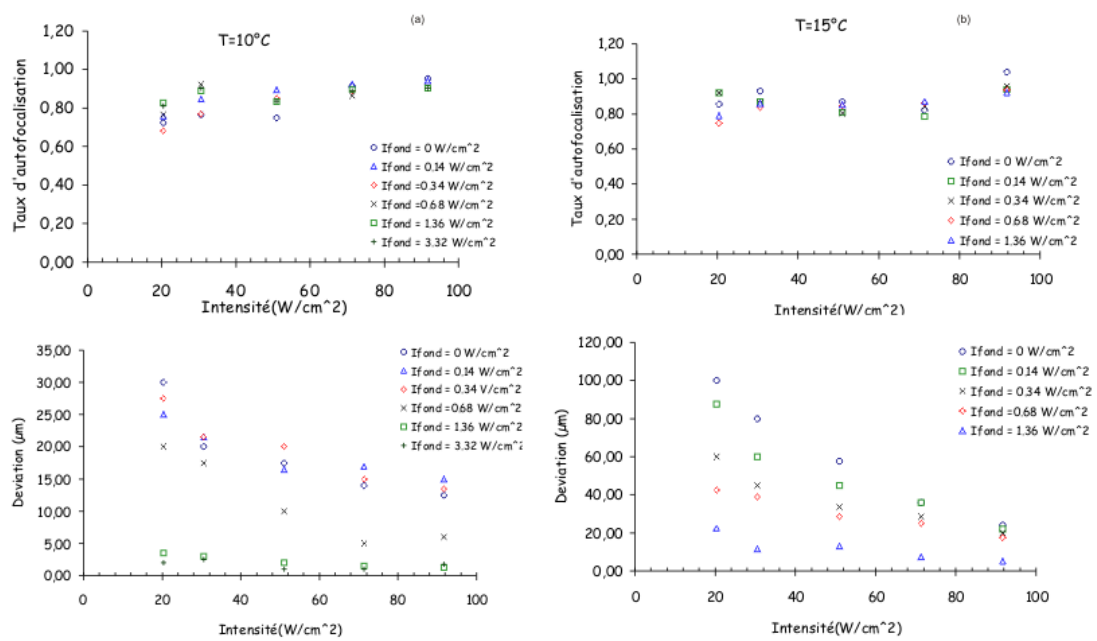 (a)
T=10°C
1,20
1,00
0,80
0,60
0,40
0,20
0,00
Taux d'autofocalisation
Ifond = 0 W/cm^2
Ifond = 0.14 W/cm^2
Ifond =0.34 W/cm^2
Ifond =0.68 W/cm^2
Ifond = 1.36 W/cm^2
Ifond = 3.32 W/cm^2
0 20 40 60 80 100
Intensité(W/cm^2)
(b)
T=15°C
1,20
1,00
0,80
0,60
0,40
0,20
0,00
Taux d'autofocalisation
Ifond = 0 W/cm^2
Ifond = 0.14 W/cm^2
Ifond = 0.34 W/cm^2
Ifond = 0.68 W/cm^2
Ifond = 1.36 W/cm^2
0 20 40 60 80 100
Intensité(W/cm^2)
35,00
30,00
25,00
20,00
15,00
10,00
5,00
0,00
Deviation (µm)
Ifond = 0 W/cm^2
Ifond = 0.14 W/cm^2
Ifond = 0.34 V/cm^2
Ifond =0.68 W/cm^2
Ifond = 1.36 W/cm^2
Ifond = 3.32 W/cm^2
0 20 40 60 80 100
Intensité(W/cm^2)
120,00
100,00
80,00
60,00
40,00
20,00
0,00
Deviation (µm)
Ifond = 0 W/cm^2
Ifond = 0.14 W/cm^2
Ifond = 0.34 W/cm^2
Ifond =0.68 W/cm^2
Ifond = 1.36 W/cm^2
0 20 40 60 80 100
Intensité(W/cm^2)